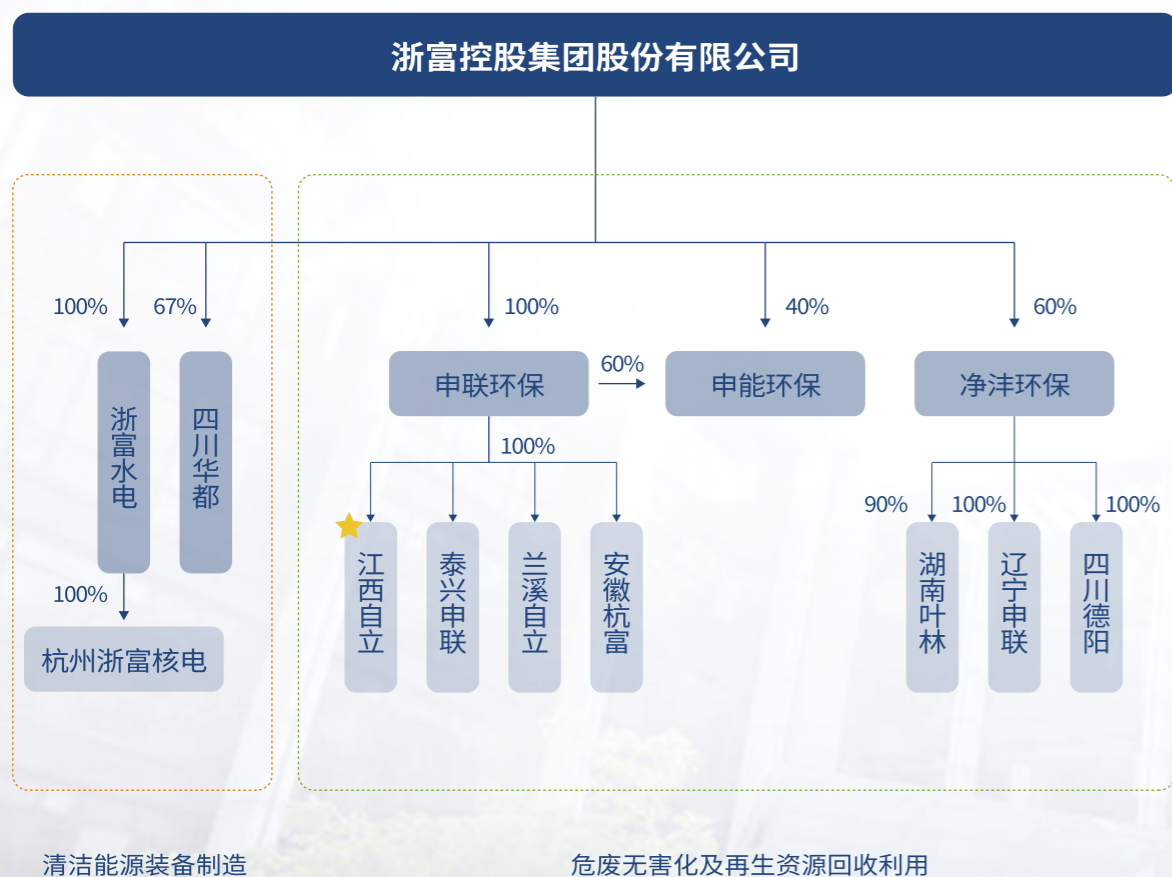 浙富控股集团股份有限公司
100%
67%
100%
40%
60%
浙富水电
四川华都
申联环保
60%
申能环保
净沣环保
100%
90%
100%
100%
江西自立
泰兴申联
兰溪自立
安徽杭富
湖南叶林
辽宁申联
四川德阳
100%
杭州浙富核电
清洁能源装备制造
危废无害化及再生资源回收利用